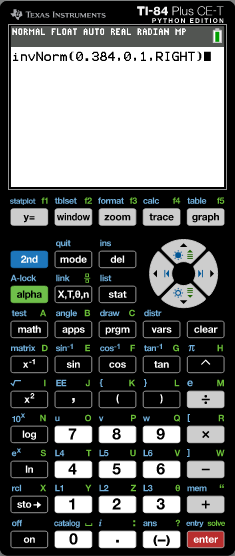 TEXAS INSTRUMENTS TI-84 Plus CE-T
PYTHON EDITION
NORMAL FLOAT AUTO REAL RADIAN MP
invNorm(0.384.0.1.RIGHT)
statplot f1 tblset f2 format f3 calc f4 table f5
y= window zoom trace graph
quit ins
2nd mode del
A-lock link list
alpha X,T,θ,n stat
test A angle B draw C distr
math apps prgm vars clear
matrix D sin⁻¹ E cos⁻¹ F tan⁻¹ G π H
x⁻¹ sin cos tan ^
√ I EE J { K } L e M
x² , ( ) ÷
10ˣ N u O v P w Q [ R
log 7 8 9 ×
eˣ S L4 T L5 U L6 V ] W
ln 4 5 6 −
rcl X L1 Y L2 Z L3 θ mem "
sto→ 1 2 3 +
off catalog i : ans ? entry solve
on 0 . (−) enter